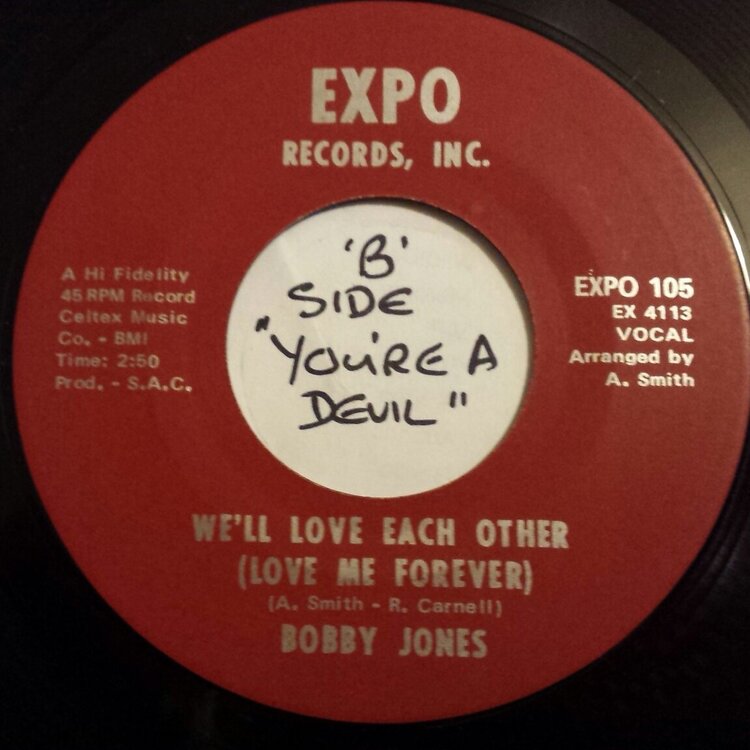 EXPO
RECORDS, INC.
A Hi Fidelity
45 RPM Record
Celtex Music
Co. - BMI
Time: 2:50
Prod. - S.A.C.
'B'
SIDE
"YOU'RE A
DEVIL"
EXPO 105
EX 4113
VOCAL
Arranged by
A. Smith
WE'LL LOVE EACH OTHER
(LOVE ME FOREVER)
(A. Smith - R. Carnell)
BOBBY JONES